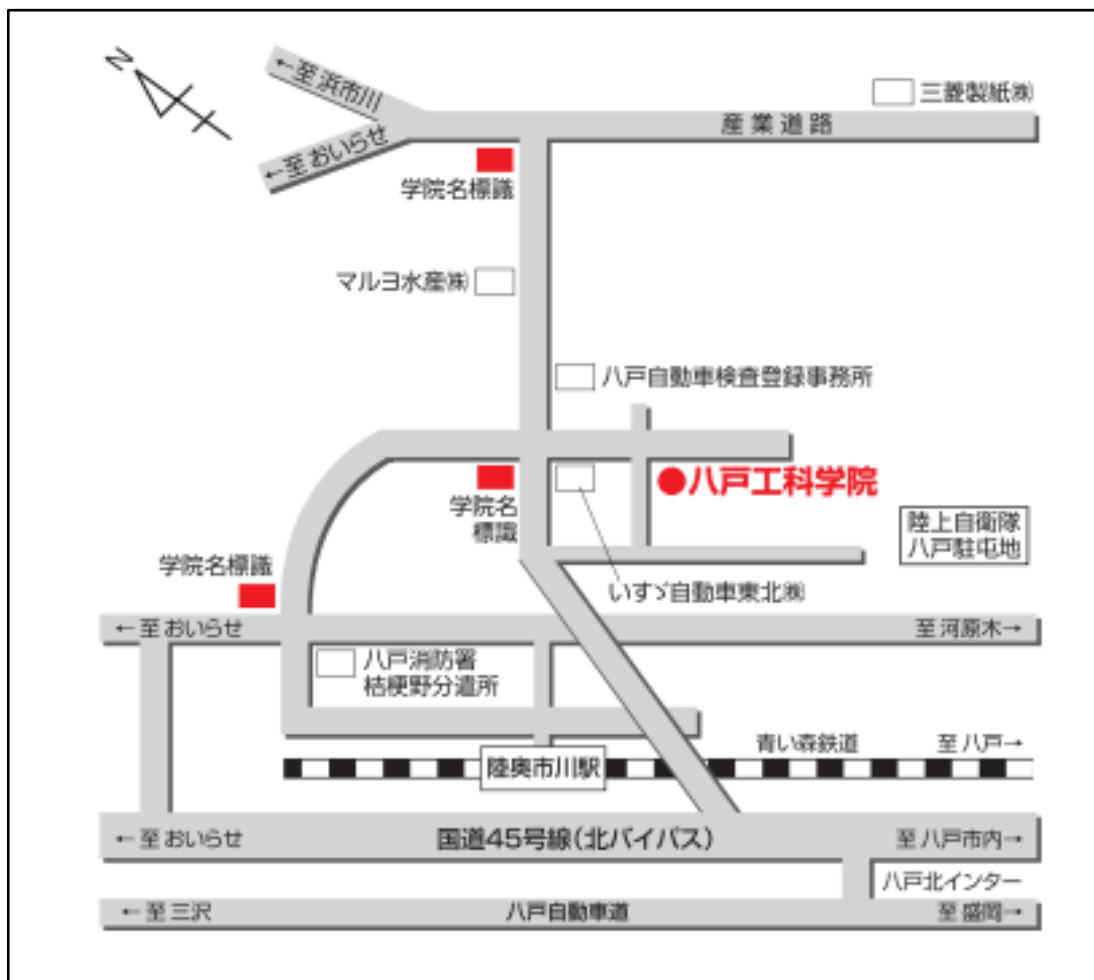 N
←至浜市川
三菱製紙㈱
産業道路
←至おいらせ
学院名標識
マルヨ水産㈱
八戸自動車検査登録事務所
●八戸工科学院
学院名
標識
陸上自衛隊
八戸駐屯地
学院名標識
いすゞ自動車東北㈱
←至おいらせ
至河原木→
八戸消防署
桔梗野分遣所
青い森鉄道
至八戸→
陸奥市川駅
←至おいらせ
国道45号線(北バイパス)
至八戸市内→
八戸北インター
←至三沢
八戸自動車道
至盛岡→